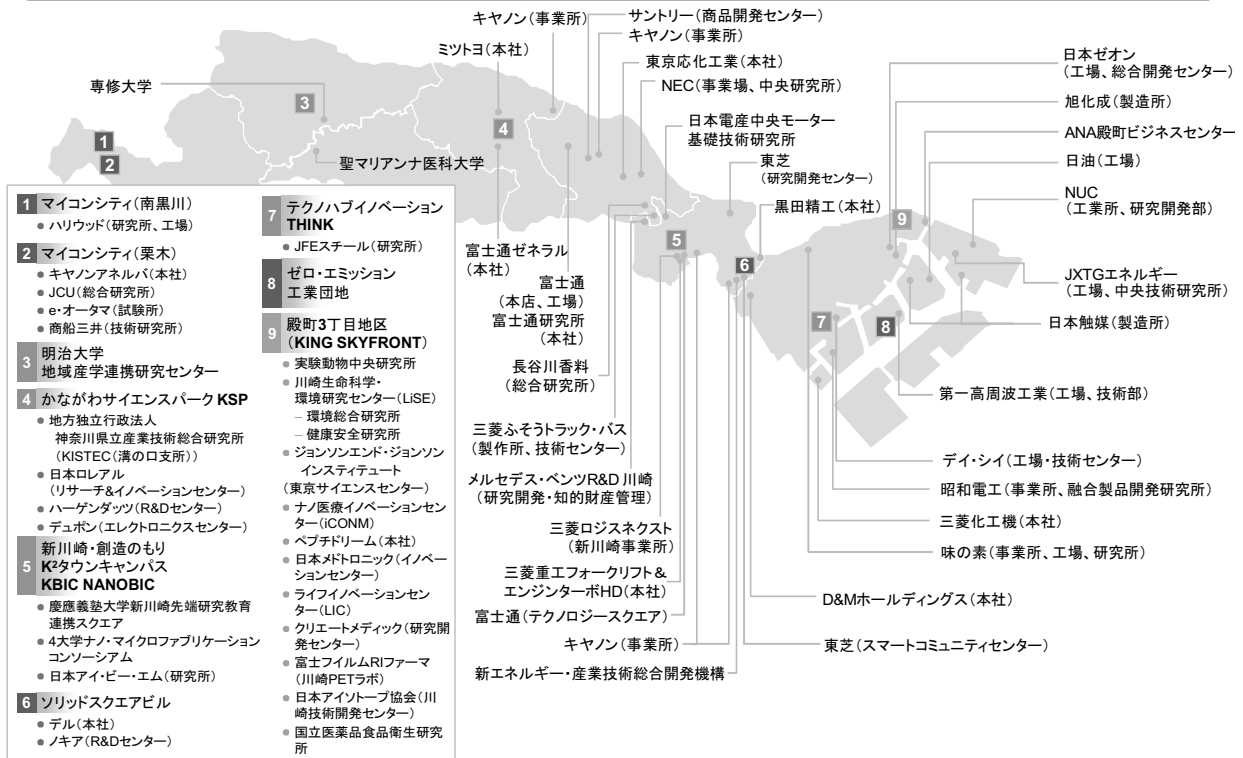 キヤノン（事業所）
サントリー（商品開発センター）
キヤノン（事業所）
ミツトヨ（本社）
東京応化工業（本社）
NEC（事業場、中央研究所）
専修大学
日本電産中央モーター
基礎技術研究所
聖マリアンナ医科大学
東芝
（研究開発センター）
黒田精工（本社）
日本ゼオン
（工場、総合開発センター）
旭化成（製造所）
ANA殿町ビジネスセンター
日油（工場）
NUC
（工業所、研究開発部）
JXTGエネルギー
（工場、中央技術研究所）
日本触媒（製造所）
第一高周波工業（工場、技術部）
デイ・シイ（工場・技術センター）
昭和電工（事業所、融合製品開発研究所）
三菱化工機（本社）
味の素（事業所、工場、研究所）
D&Mホールディングス（本社）
東芝（スマートコミュニティセンター）
富士通ゼネラル
（本社）
富士通
（本店、工場）
富士通研究所
（本社）
長谷川香料
（総合研究所）
三菱ふそうトラック・バス
（製作所、技術センター）
メルセデス・ベンツR&D 川崎
（研究開発・知的財産管理）
三菱ロジスネクスト
（新川崎事業所）
三菱重工フォークリフト＆
エンジンターボHD（本社）
富士通（テクノロジースクエア）
キヤノン（事業所）
新エネルギー・産業技術総合開発機構
1
2
3
4
5
6
7
8
9
1 マイコンシティ（南黒川）
● ハリウッド（研究所、工場）
2 マイコンシティ（栗木）
● キヤノンアネルバ（本社）
● JCU（総合研究所）
● e・オータマ（試験所）
● 商船三井（技術研究所）
3 明治大学
地域産学連携研究センター
4 かながわサイエンスパーク KSP
● 地方独立行政法人
神奈川県立産業技術総合研究所
（KISTEC（溝の口支所））
● 日本ロレアル
（リサーチ&イノベーションセンター）
● ハーゲンダッツ（R&Dセンター）
● デュポン（エレクトロニクスセンター）
5 新川崎・創造のもり
K²タウンキャンパス
KBIC NANOBIC
● 慶應義塾大学新川崎先端研究教育
連携スクエア
● 4大学ナノ・マイクロファブリケーション
コンソーシアム
● 日本アイ・ビー・エム（研究所）
6 ソリッドスクエアビル
● デル（本社）
● ノキア（R&Dセンター）
7 テクノハブイノベーション
THINK
● JFEスチール（研究所）
8 ゼロ・エミッション
工業団地
9 殿町3丁目地区
（KING SKYFRONT）
● 実験動物中央研究所
● 川崎生命科学・
環境研究センター（LiSE）
– 環境総合研究所
– 健康安全研究所
● ジョンソンエンド・ジョンソン
インスティテュート
（東京サイエンスセンター）
● ナノ医療イノベーションセン
ター（iCONM）
● ペプチドリーム（本社）
● 日本メドトロニック（イノベー
ションセンター）
● ライフイノベーションセン
ター（LIC）
● クリエートメディック（研究開
発センター）
● 富士フイルムRIファーマ
（川崎PETラボ）
● 日本アイソトープ協会（川
崎技術開発センター）
● 国立医薬品食品衛生研究
所